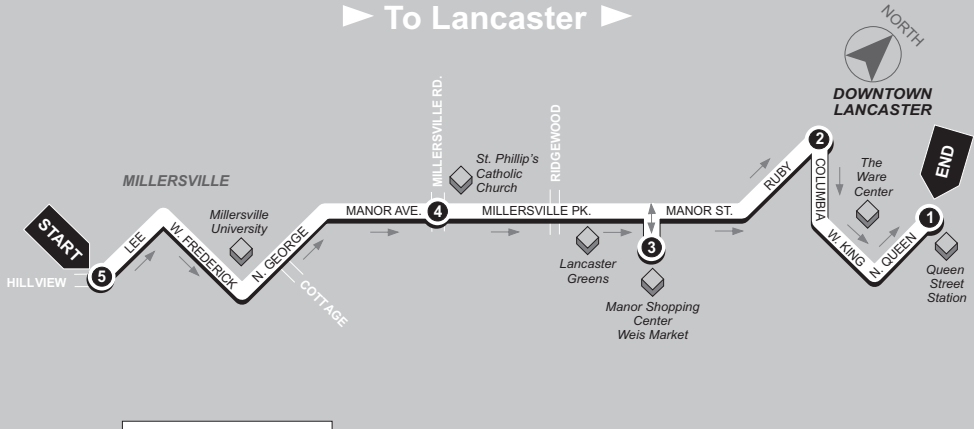 To Lancaster
NORTH
DOWNTOWN
LANCASTER
END
2
RUBY
COLUMBIA
The
Ware
Center
W. KING
N. QUEEN
1
Queen
Street
Station
MILLERSVILLE RD.
St. Phillip's
Catholic
Church
RIDGEWOOD
MILLERSVILLE
Millersville
University
START
HILLVIEW
5
LEE
W. FREDERICK
N. GEORGE
COTTAGE
MANOR AVE.
4
MILLERSVILLE PK.
MANOR ST.
3
Lancaster
Greens
Manor Shopping
Center
Weis Market